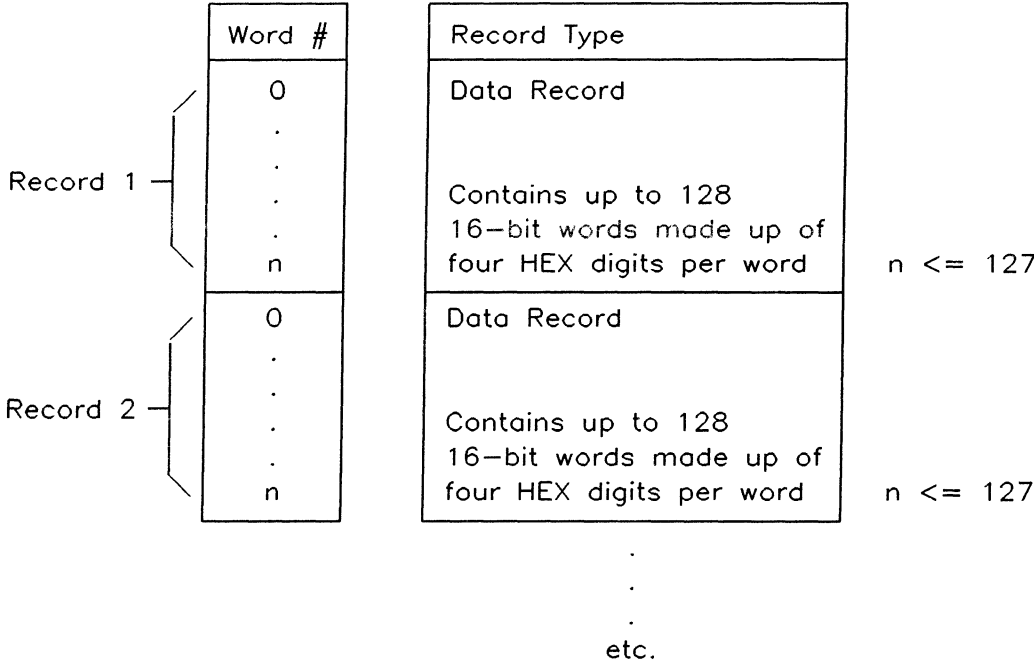 Word # Record Type
0 Data Record
.
.
Record 1
. Contains up to 128
. 16-bit words made up of
n four HEX digits per word n <= 127
0 Data Record
.
.
Record 2
. Contains up to 128
. 16-bit words made up of
n four HEX digits per word n <= 127
.
.
.
etc.